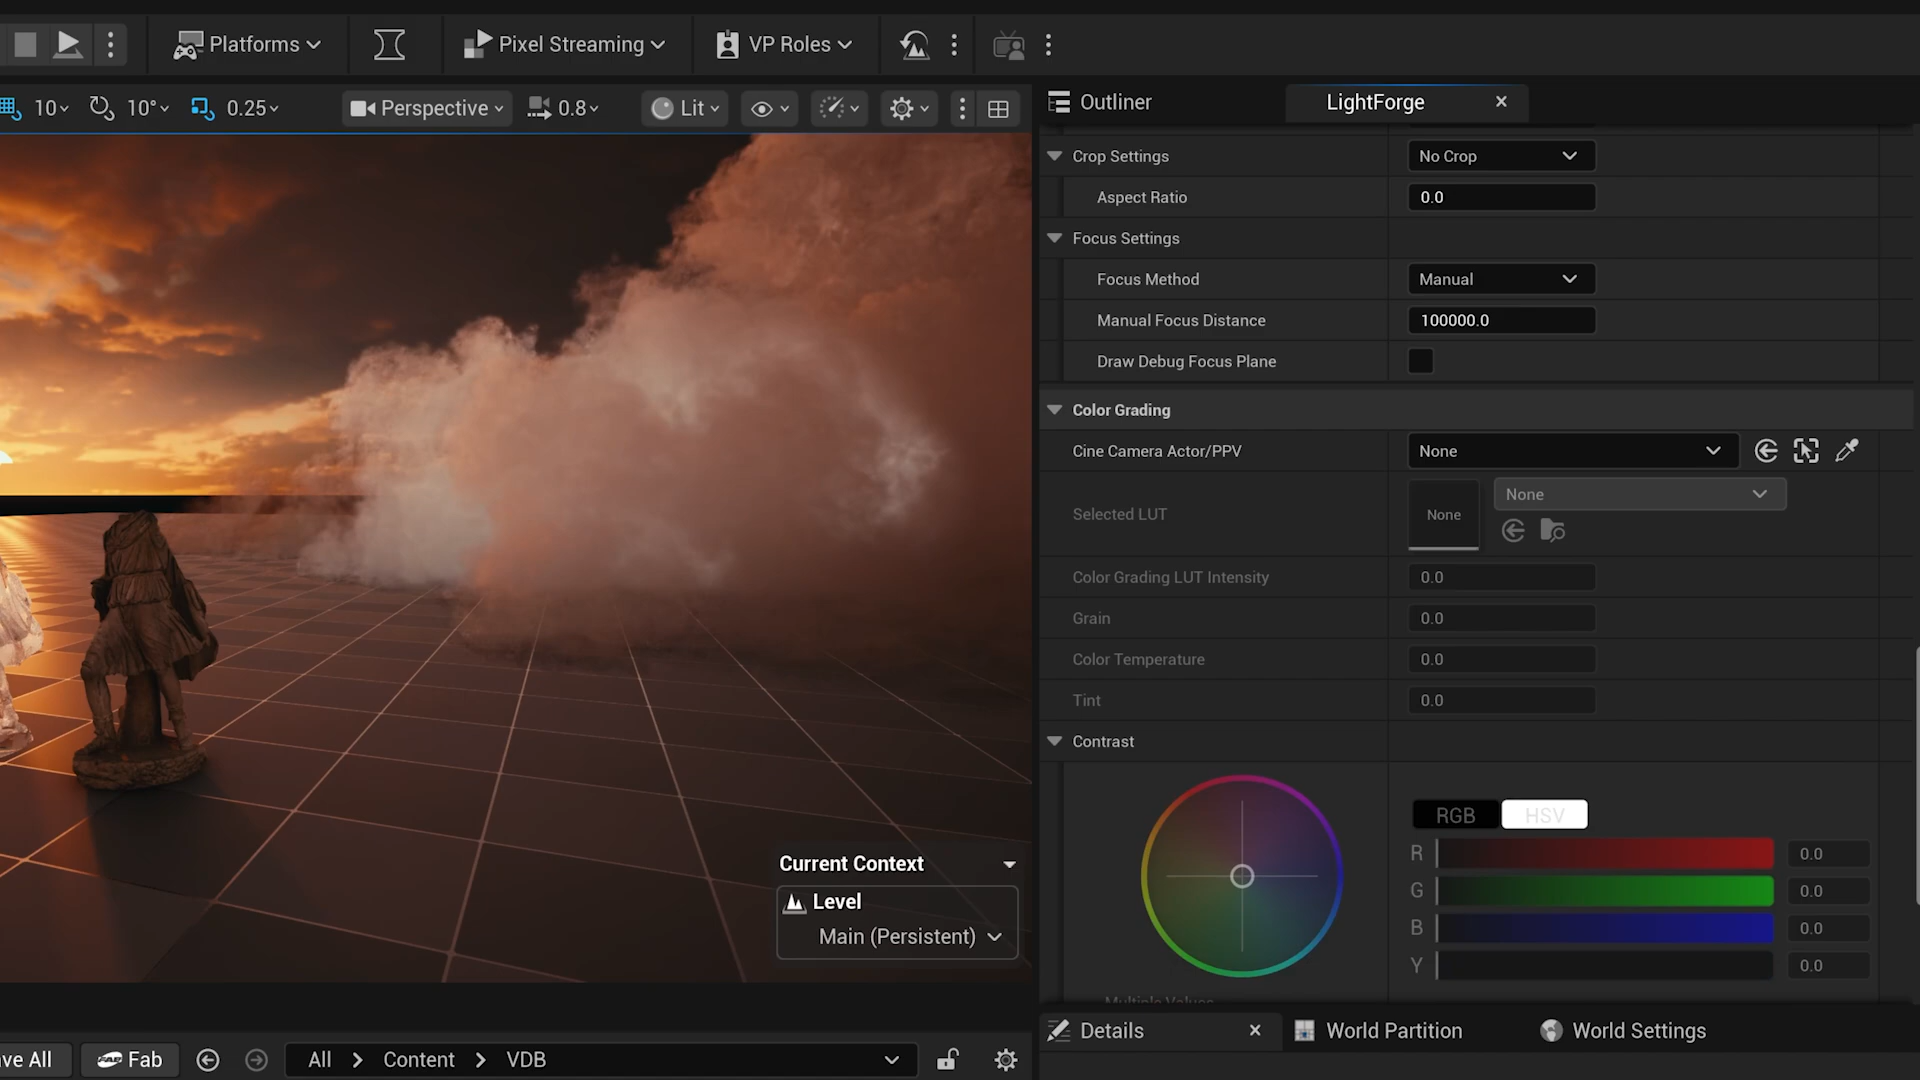 Platforms
Pixel Streaming
VP Roles
10
10°
0.25
Perspective
0.8
Lit
Outliner
LightForge
Crop Settings
No Crop
Aspect Ratio
0.0
Focus Settings
Focus Method
Manual
Manual Focus Distance
100000.0
Draw Debug Focus Plane
Color Grading
Cine Camera Actor/PPV
None
Selected LUT
None
None
Color Grading LUT Intensity
0.0
Grain
0.0
Color Temperature
0.0
Tint
0.0
Contrast
RGB
HSV
R
0.0
G
0.0
B
0.0
Y
0.0
Multiple Values
Current Context
Level
Main (Persistent)
Details
World Partition
World Settings
ave All
Fab
All > Content > VDB